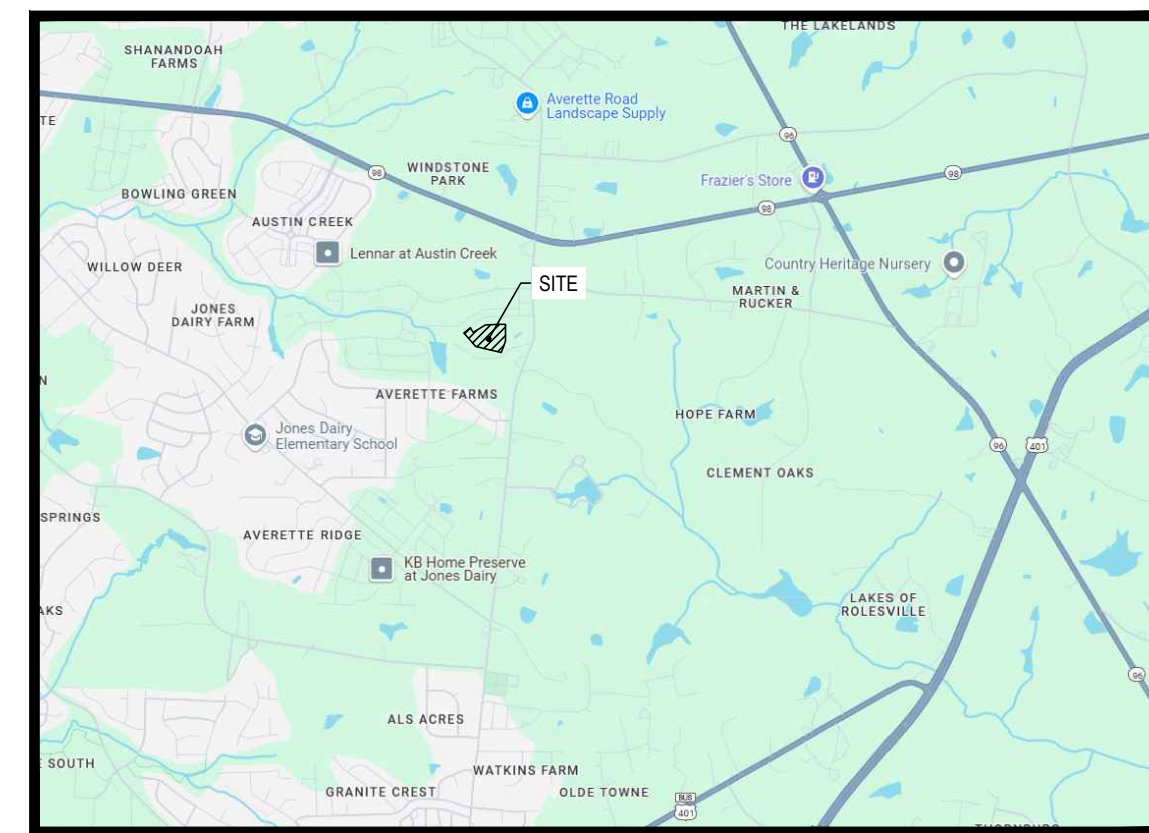 THE LAKELANDS
SHANANDOAH
FARMS
Averette Road
Landscape Supply
TE
96
WINDSTONE
PARK
98
98
Frazier's Store
BOWLING GREEN
98
AUSTIN CREEK
Lennar at Austin Creek
WILLOW DEER
Country Heritage Nursery
SITE
MARTIN &
RUCKER
JONES
DAIRY FARM
N
AVERETTE FARMS
HOPE FARM
Jones Dairy
Elementary School
96
401
CLEMENT OAKS
SPRINGS
AVERETTE RIDGE
KB Home Preserve
at Jones Dairy
AKS
LAKES OF
ROLESVILLE
96
ALS ACRES
SOUTH
WATKINS FARM
GRANITE CREST
OLDE TOWNE
BUS
401